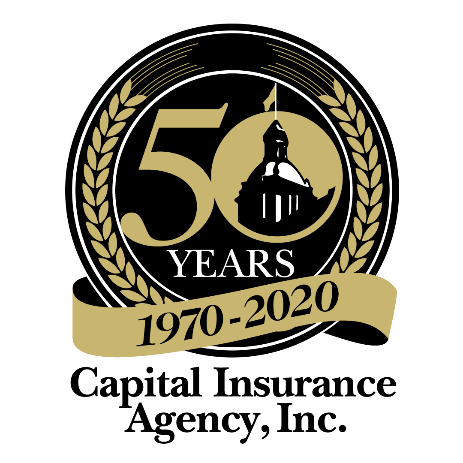 50
YEARS
1970-2020
Capital Insurance
Agency, Inc.